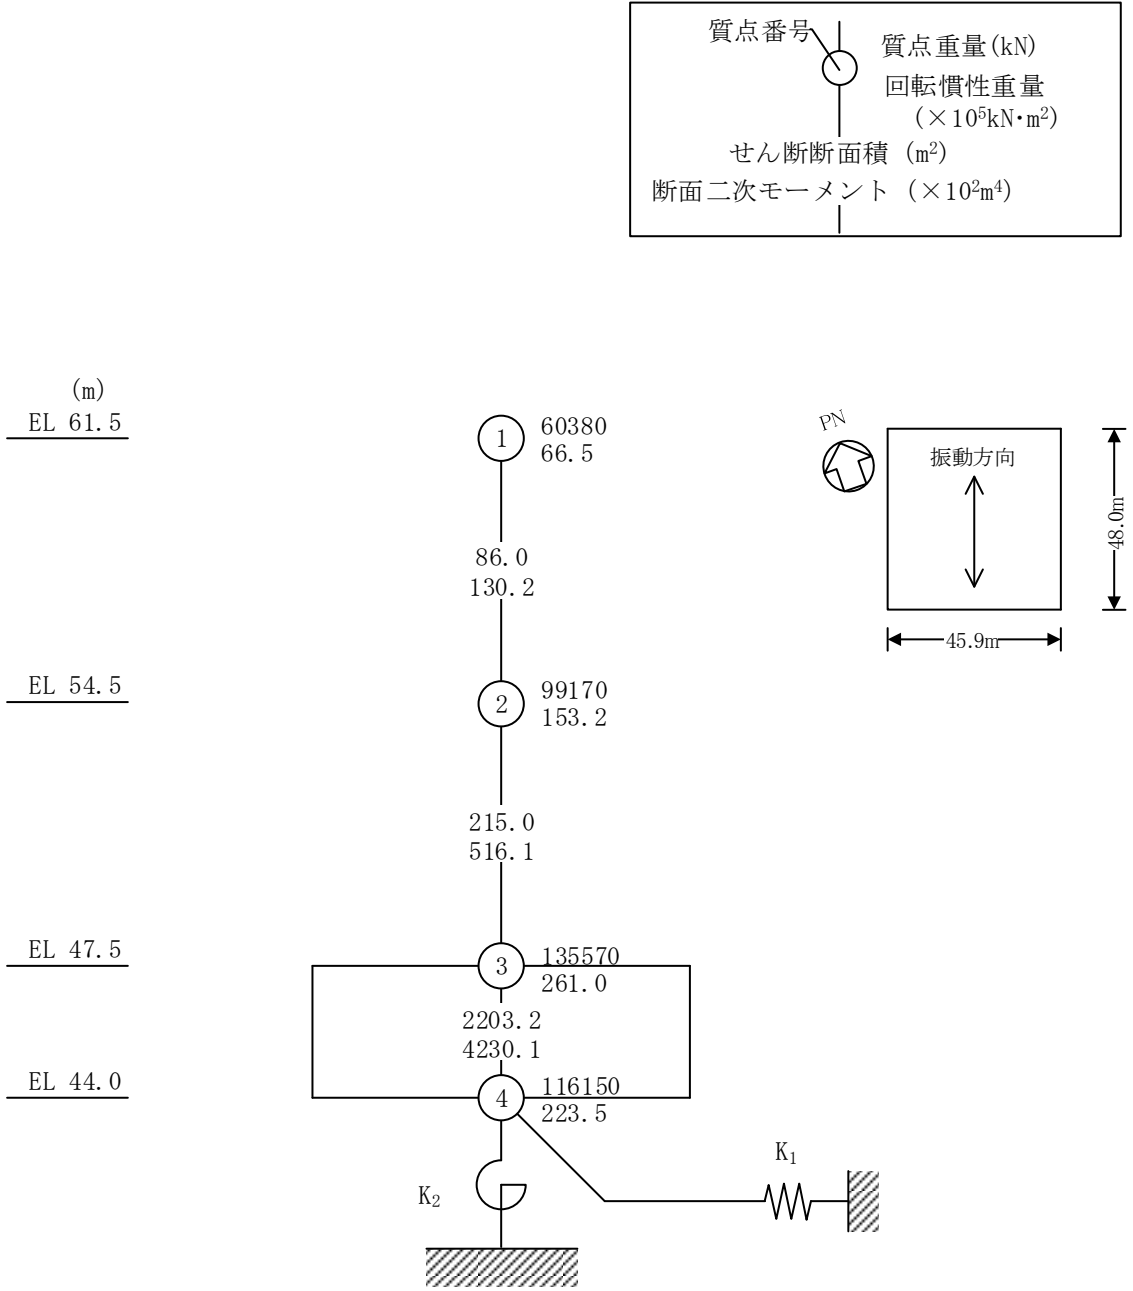 質点番号
質点重量(kN)
回転慣性重量
(×10⁵kN・m²)
せん断断面積 (m²)
断面二次モーメント (×10²m⁴)
(m)
EL 61.5
1
60380
66.5
PN
振動方向
48.0m
45.9m
86.0
130.2
EL 54.5
2
99170
153.2
215.0
516.1
EL 47.5
3
135570
261.0
2203.2
4230.1
EL 44.0
4
116150
223.5
K₁
K₂